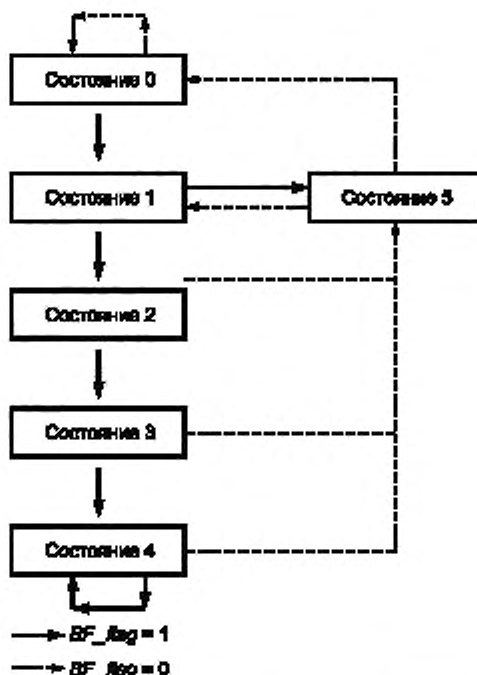 Состояние 0
Состояние 1
Состояние 5
Состояние 2
Состояние 3
Состояние 4
BF_flag = 1
BF_flag = 0